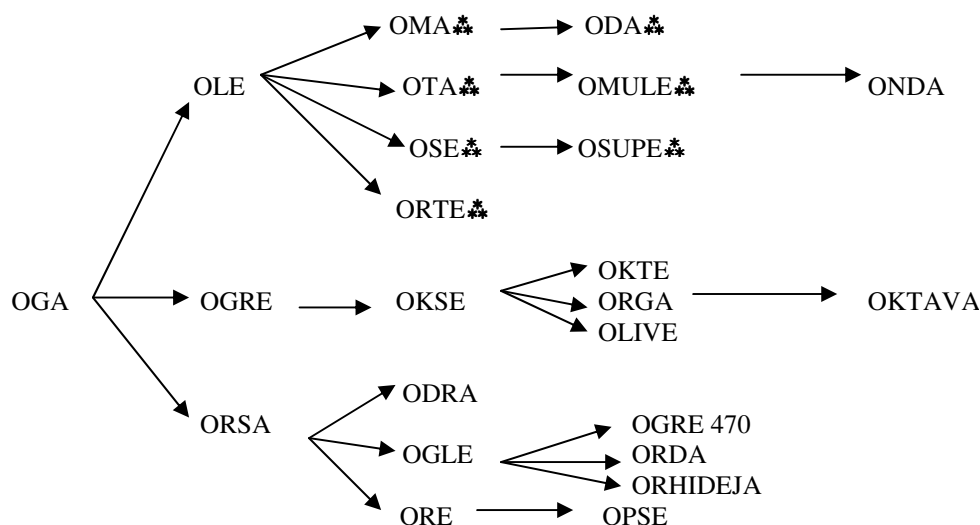 OMA⁂ ODA⁂
OLE OTA⁂ OMULE⁂ ONDA
OSE⁂ OSUPE⁂
ORTE⁂
OKTE
OGA OGRE OKSE ORGA OKTAVA
OLIVE
ODRA
ORSA OGRE 470
OGLE ORDA
ORHIDEJA
ORE OPSE